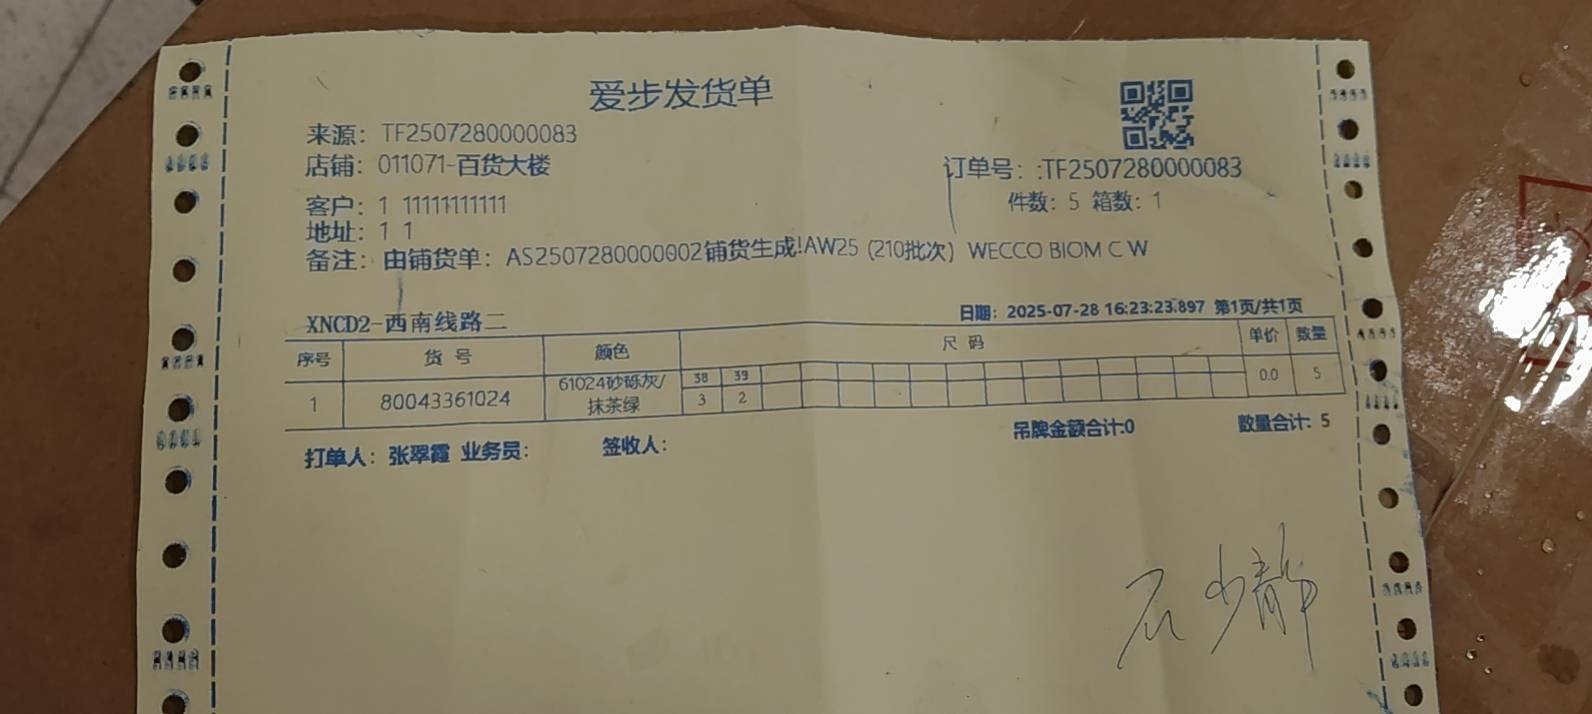 爱步发货单
来源: TF2507280000083
店铺: 011071-百货大楼
订单号: :TF2507280000083
客户: 1 11111111111
件数: 5 箱数: 1
地址: 1 1
备注: 由铺货单: AS2507280000002铺货生成!AW25 (210批次) WECCO BIOM C W
XNCD2-西南线路二
日期: 2025-07-28 16:23:23.897 第1页/共1页
序号 货号 颜色 尺码 单价 数量
38 39
1 80043361024 61024砂砾灰/ 0.0 5
抹茶绿 3 2
吊牌金额合计:0 数量合计: 5
打单人: 张翠霞 业务员: 签收人: